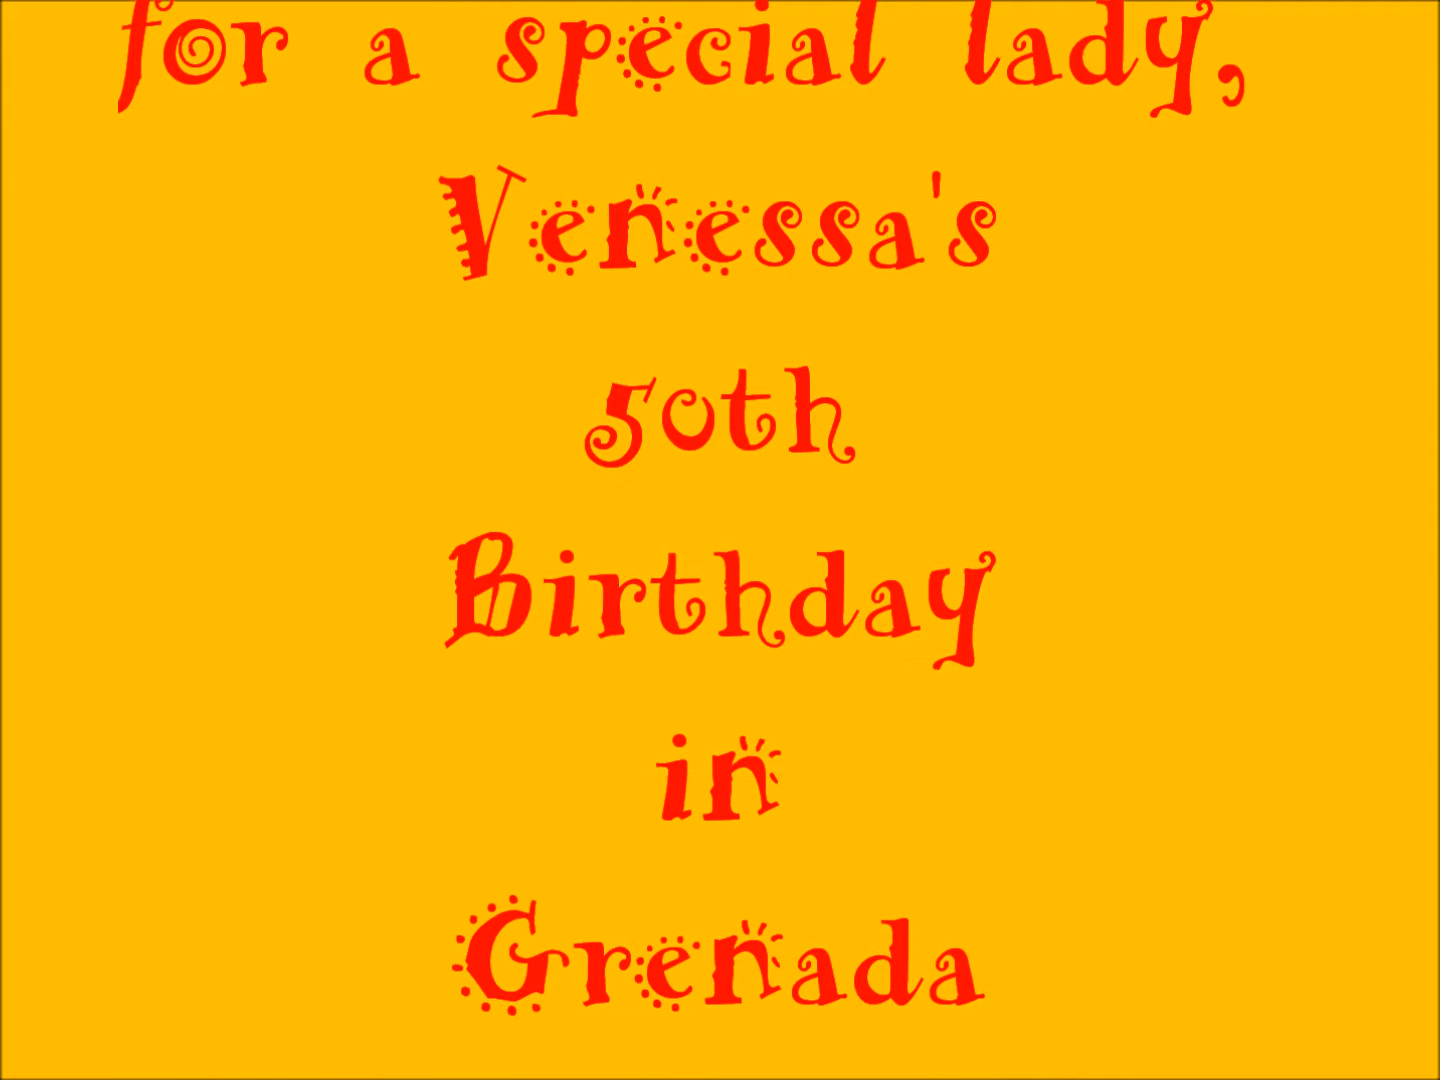 for a special lady,
Venessa's
50th
Birthday
in
Grenada